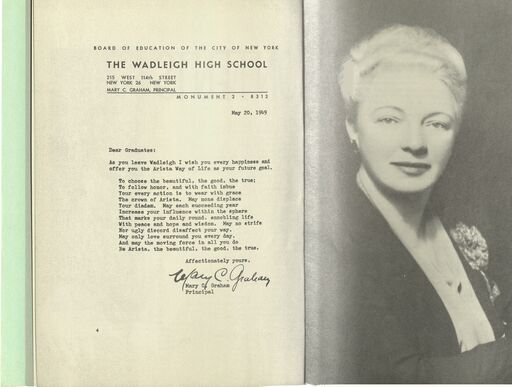 BOARD OF EDUCATION OF THE CITY OF NEW YORK
THE WADLEIGH HIGH SCHOOL
215 WEST 114th STREET
NEW YORK 26 NEW YORK
MARY C. GRAHAM, PRINCIPAL
MONUMENT 2 - 8312
May 20, 1949
Dear Graduates:
As you leave Wadleigh I wish you every happiness and
offer you the Arista Way of Life as your future goal.
To choose the beautiful, the good, the true;
To follow honor, and with faith imbue
Your every action is to wear with grace
The crown of Arista. May none displace
Your diadem. May each succeeding year
Increase your influence within the sphere
That marks your daily round, ennobling life
With peace and hope and wisdom. May no strife
Nor ugly discord disaffect your way.
May only love surround you every day.
And may the moving force in all you do
Be Arista, the beautiful, the good, the true.
Affectionately yours,
Mary C. Graham
Mary C. Graham
Principal
4